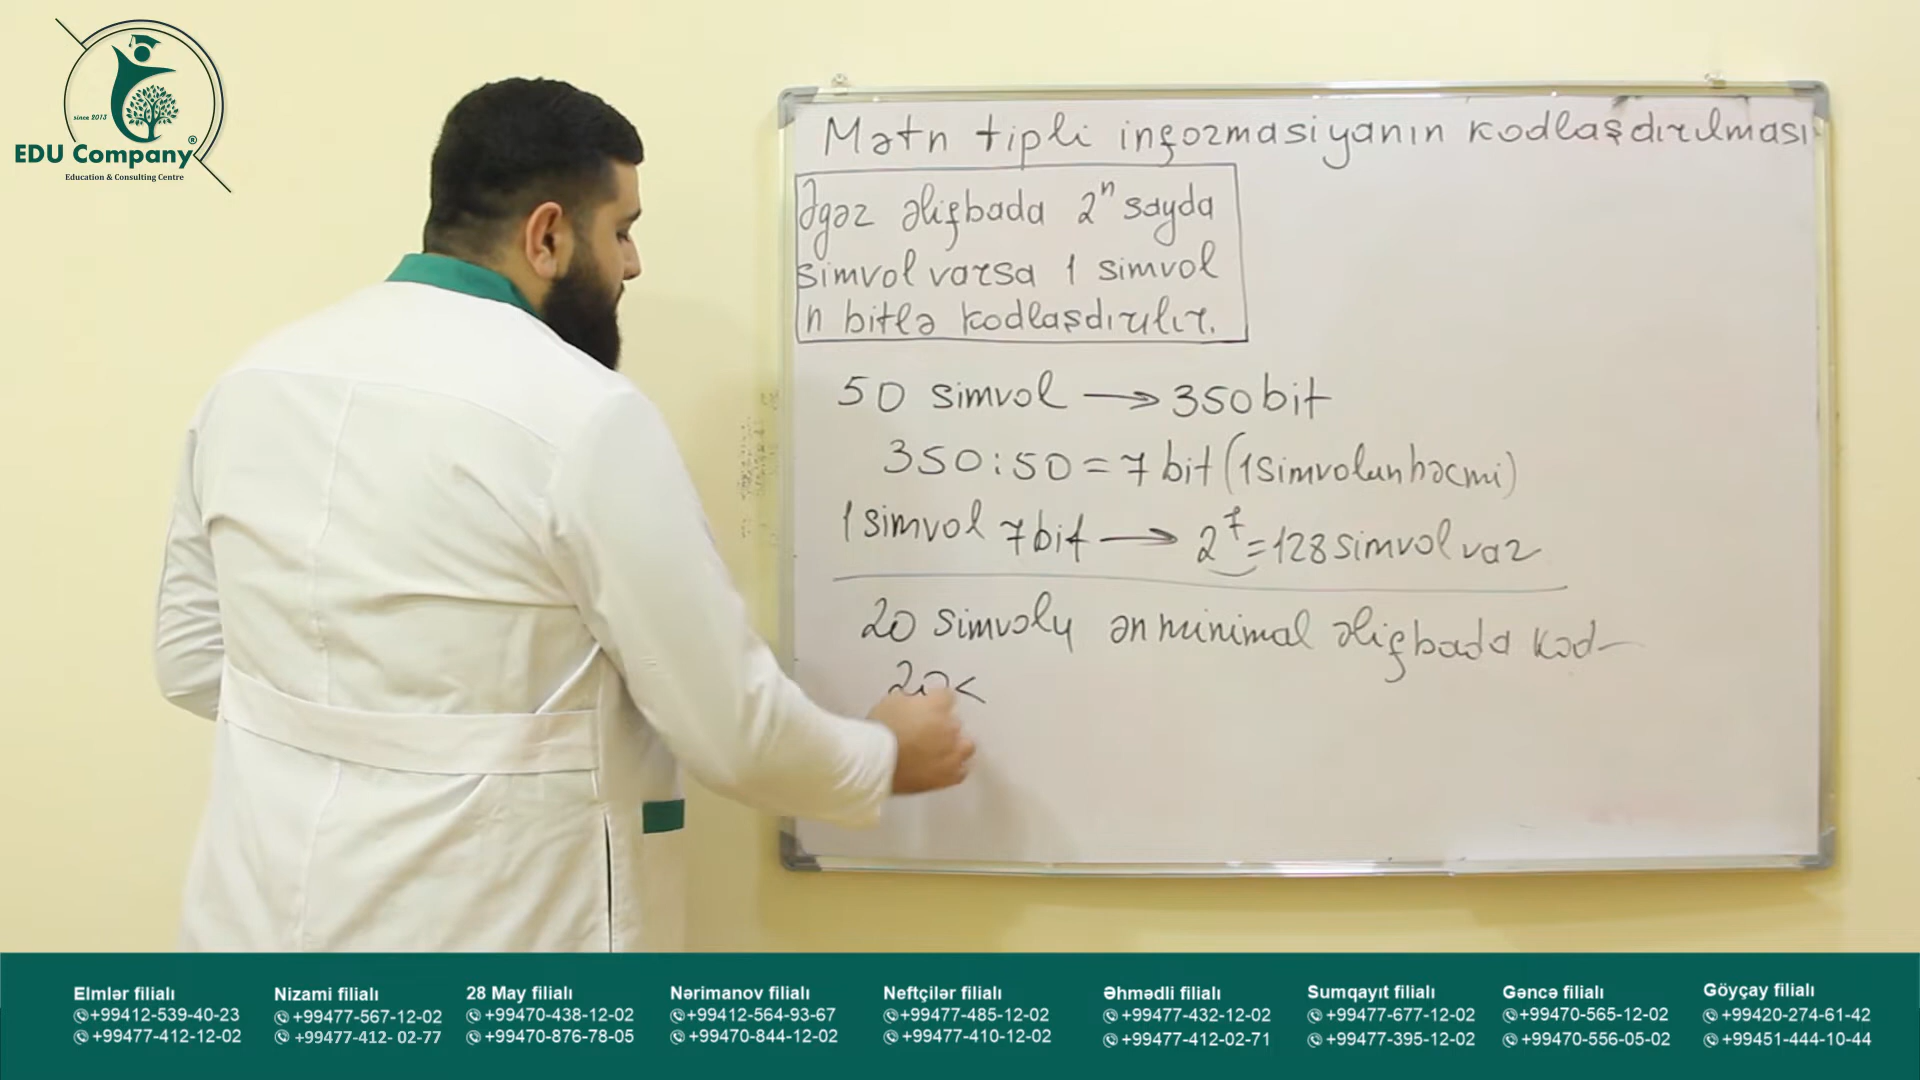 since 2013
EDU Company®
Education & Consulting Centre
Mətn tipli informasiyanın kodlaşdırılması
Əgər əlifbada 2ⁿ sayda
simvol varsa 1 simvol
n bitlə kodlaşdırılır.
50 simvol → 350 bit
350:50=7 bit (1 simvolun həcmi)
1 simvol 7 bit → 2⁷=128 simvol var
20 simvolu ən minimal əlifbada kod-
20<
Elmlər filialı
+99412-539-40-23
+99477-412-12-02
Nizami filialı
+99477-567-12-02
+99477-412- 02-77
28 May filialı
+99470-438-12-02
+99470-876-78-05
Nərimanov filialı
+99412-564-93-67
+99470-844-12-02
Neftçilər filialı
+99477-485-12-02
+99477-410-12-02
Əhmədli filialı
+99477-432-12-02
+99477-412-02-71
Sumqayıt filialı
+99477-677-12-02
+99477-395-12-02
Gəncə filialı
+99470-565-12-02
+99470-556-05-02
Göyçay filialı
+99420-274-61-42
+99451-444-10-44